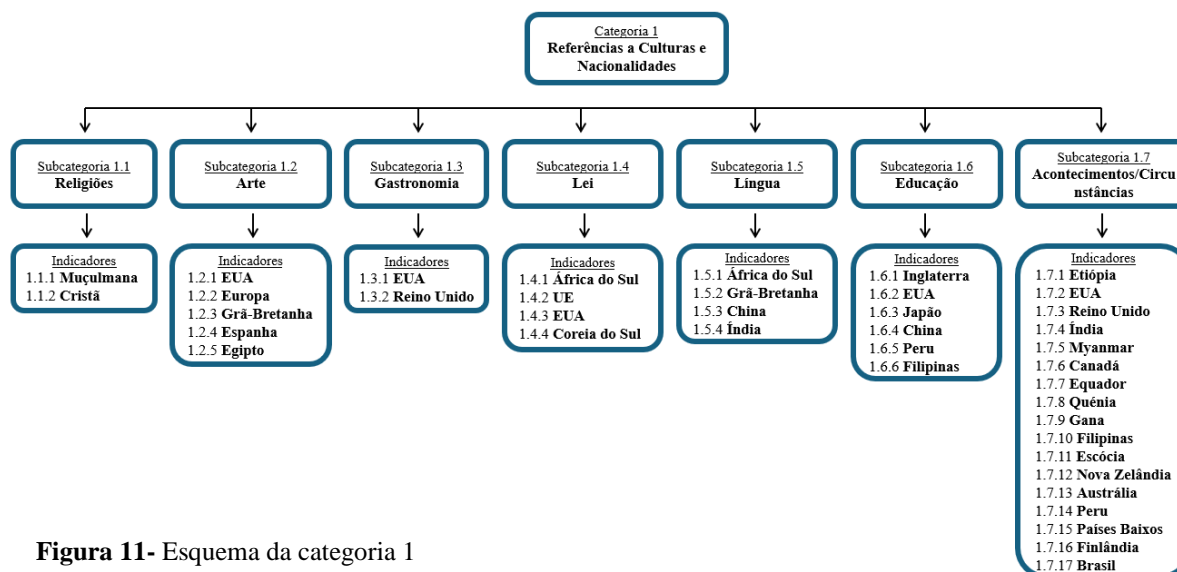 Categoria 1
Referências a Culturas e
Nacionalidades
Subcategoria 1.1
Religiões
Subcategoria 1.2
Arte
Subcategoria 1.3
Gastronomia
Subcategoria 1.4
Lei
Subcategoria 1.5
Língua
Subcategoria 1.6
Educação
Subcategoria 1.7
Acontecimentos/Circu
nstâncias
Indicadores
1.1.1 Muçulmana
1.1.2 Cristã
Indicadores
1.2.1 EUA
1.2.2 Europa
1.2.3 Grã-Bretanha
1.2.4 Espanha
1.2.5 Egipto
Indicadores
1.3.1 EUA
1.3.2 Reino Unido
Indicadores
1.4.1 África do Sul
1.4.2 UE
1.4.3 EUA
1.4.4 Coreia do Sul
Indicadores
1.5.1 África do Sul
1.5.2 Grã-Bretanha
1.5.3 China
1.5.4 Índia
Indicadores
1.6.1 Inglaterra
1.6.2 EUA
1.6.3 Japão
1.6.4 China
1.6.5 Peru
1.6.6 Filipinas
Indicadores
1.7.1 Etiópia
1.7.2 EUA
1.7.3 Reino Unido
1.7.4 Índia
1.7.5 Myanmar
1.7.6 Canadá
1.7.7 Equador
1.7.8 Quénia
1.7.9 Gana
1.7.10 Filipinas
1.7.11 Escócia
1.7.12 Nova Zelândia
1.7.13 Austrália
1.7.14 Peru
1.7.15 Países Baixos
1.7.16 Finlândia
1.7.17 Brasil
Figura 11- Esquema da categoria 1